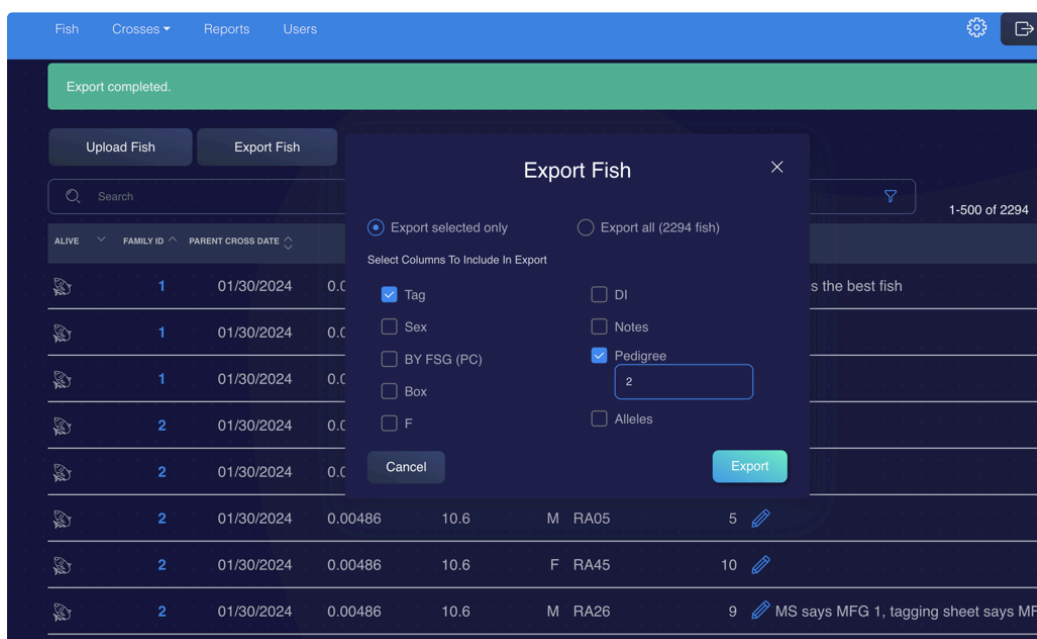 Fish Crosses Reports Users
Export completed.
Upload Fish Export Fish
Export Fish
Search
1-500 of 2294
Export selected only Export all (2294 fish)
ALIVE FAMILY ID PARENT CROSS DATE
Select Columns To Include In Export
Tag DI
Sex Notes
BY FSG (PC) Pedigree
2
Box
F Alleles
Cancel Export
1 01/30/2024 s the best fish
1 01/30/2024
1 01/30/2024
2 01/30/2024
2 01/30/2024
2 01/30/2024 0.00486 10.6 M RA05 5
2 01/30/2024 0.00486 10.6 F RA45 10
2 01/30/2024 0.00486 10.6 M RA26 9 MS says MFG 1, tagging sheet says